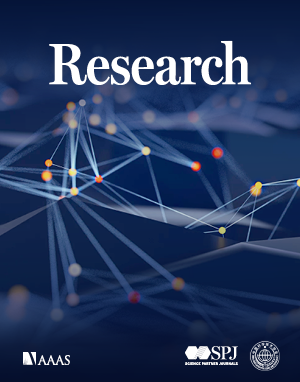 Research
AAAS
SPJ
SCIENCE PARTNER JOURNALS